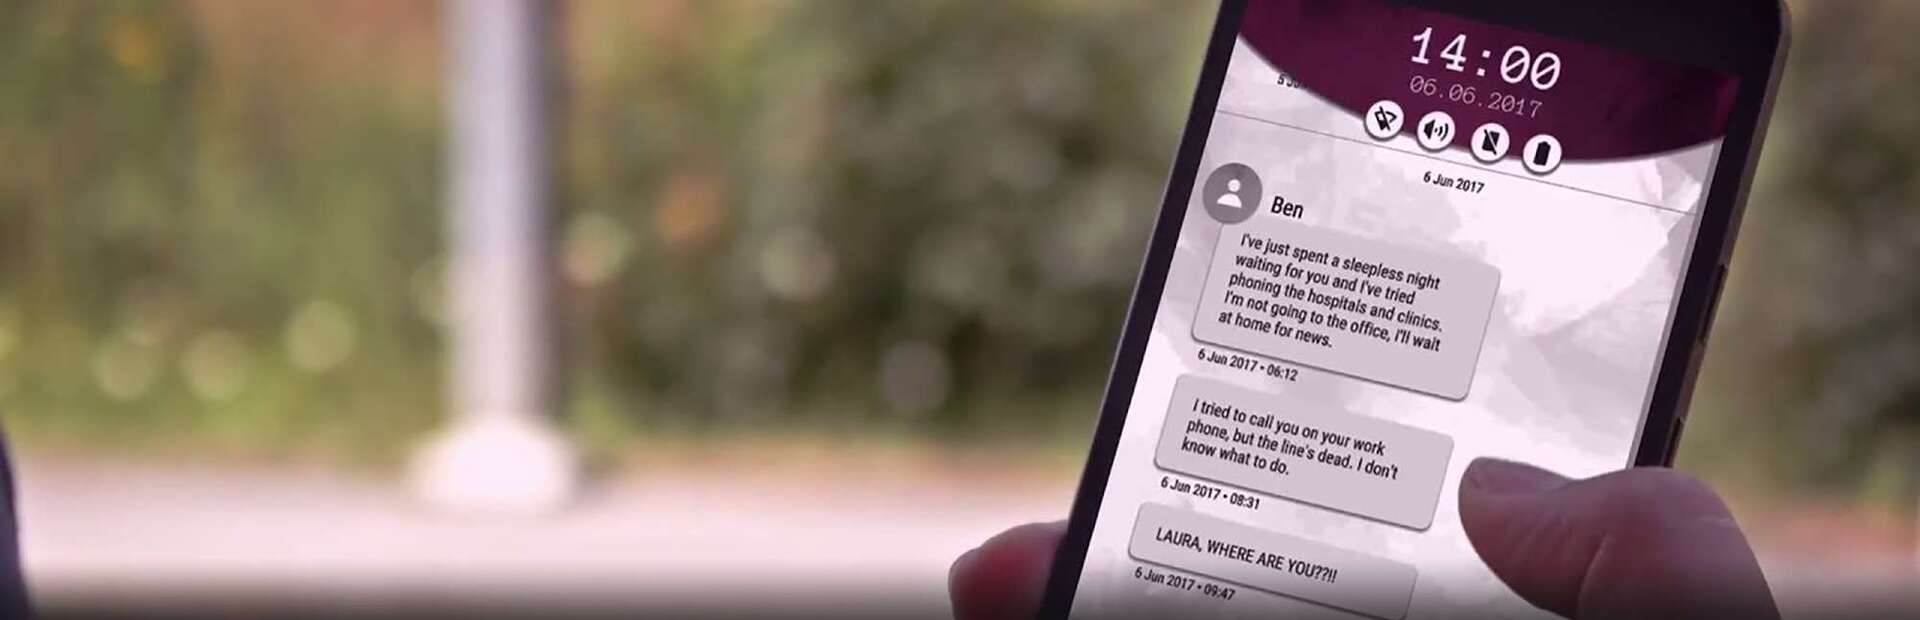 14:00
06.06.2017
6 Jun 2017
Ben
I've just spent a sleepless night
waiting for you and I've tried
phoning the hospitals and clinics.
I'm not going to the office, I'll wait
at home for news.
6 Jun 2017 • 06:12
I tried to call you on your work
phone, but the line's dead. I don't
know what to do.
6 Jun 2017 • 08:31
LAURA, WHERE ARE YOU??!!
6 Jun 2017 • 09:47